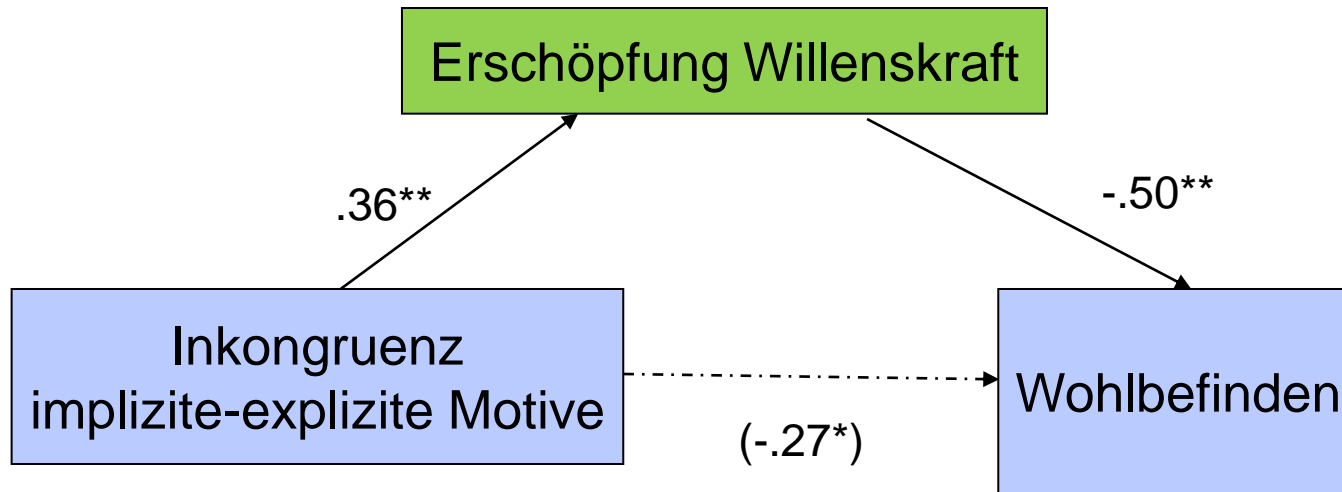 Erschöpfung Willenskraft
.36**
-.50**
Inkongruenz
implizite-explizite Motive
Wohlbefinden
(-.27*)